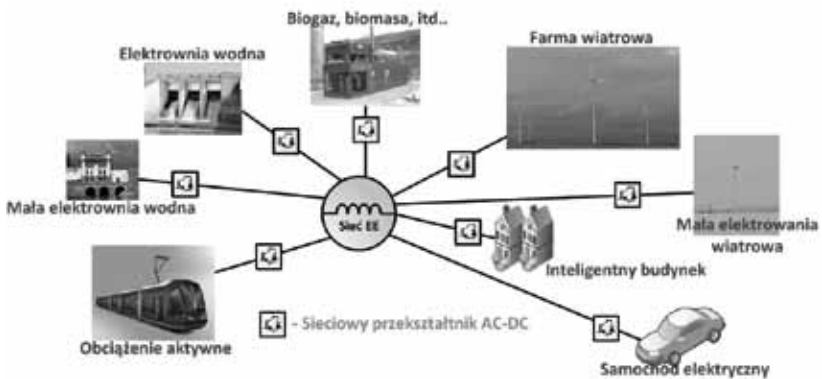 Biogaz, biomasa, itd..
Elektrownia wodna
Farma wiatrowa
Mała elektrownia wodna
Sieć EE
Mała elektrowania
wiatrowa
Inteligentny budynek
Obciążenie aktywne
- Sieciowy przekształtnik AC-DC
Samochód elektryczny